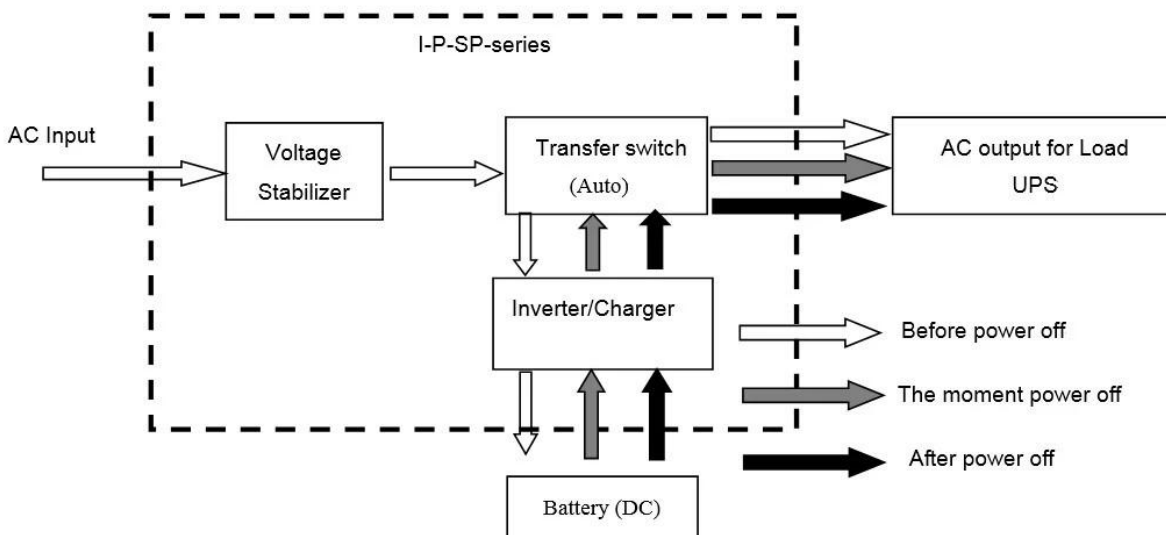 I-P-SP-series
AC Input
Voltage
Stabilizer
Transfer switch
(Auto)
AC output for Load
UPS
Inverter/Charger
Before power off
The moment power off
After power off
Battery (DC)